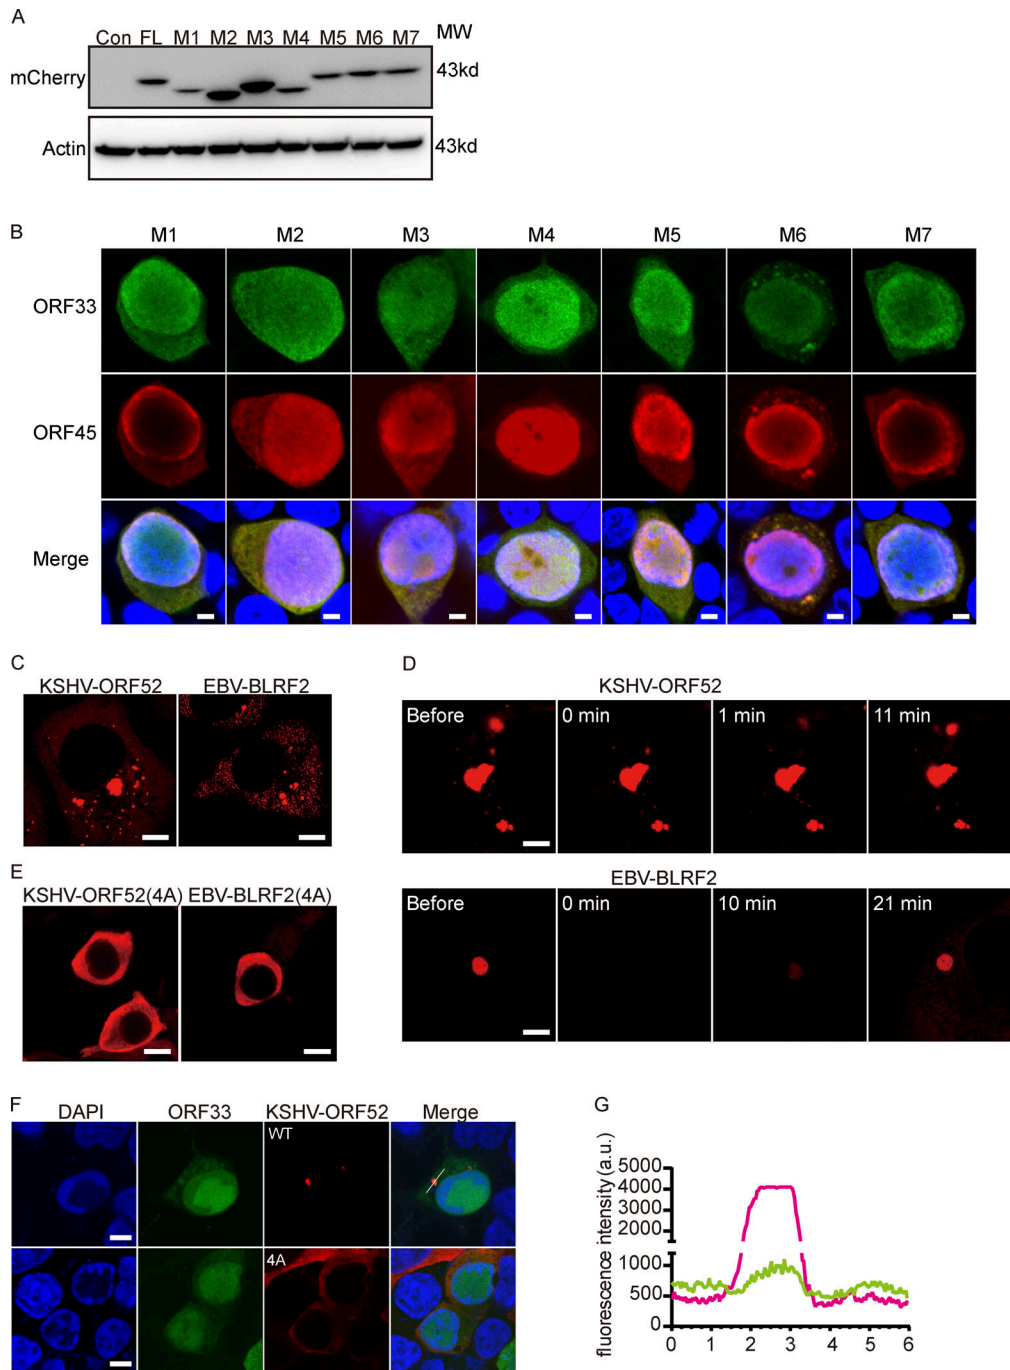 A
Con FL M1 M2 M3 M4 M5 M6 M7 MW
mCherry 43kd
Actin 43kd
B
M1 M2 M3 M4 M5 M6 M7
ORF33
ORF45
Merge
C
KSHV-ORF52 EBV-BLRF2
D
KSHV-ORF52
Before 0 min 1 min 11 min
EBV-BLRF2
Before 0 min 10 min 21 min
E
KSHV-ORF52(4A) EBV-BLRF2(4A)
F
DAPI ORF33 KSHV-ORF52 Merge
WT
4A
G
fluorescence intensity (a.u.)
5000
4000
3000
2000
1000
500
0
0 1 2 3 4 5 6